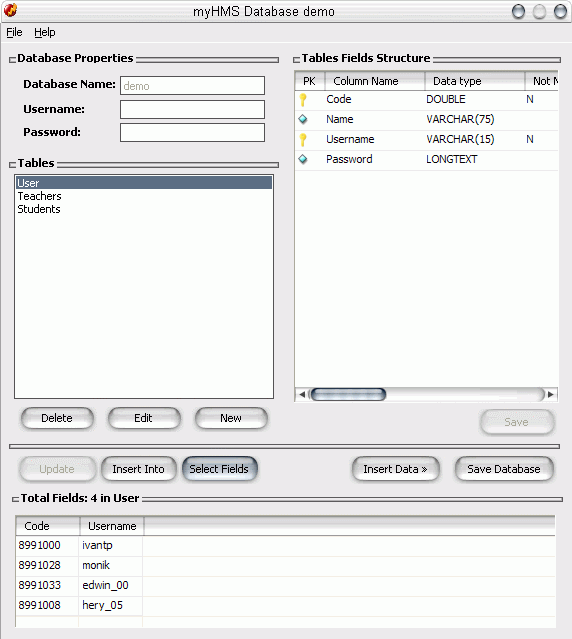 myHMS Database demo
File Help
Database Properties
Database Name: demo
Username:
Password:
Tables
User
Teachers
Students
Delete Edit New
Tables Fields Structure
PK Column Name Data type Not N
Code DOUBLE N
Name VARCHAR(75)
Username VARCHAR(15) N
Password LONGTEXT
Save
Update Insert Into Select Fields Insert Data » Save Database
Total Fields: 4 in User
Code Username
8991000 ivantp
8991028 monik
8991033 edwin_00
8991008 hery_05